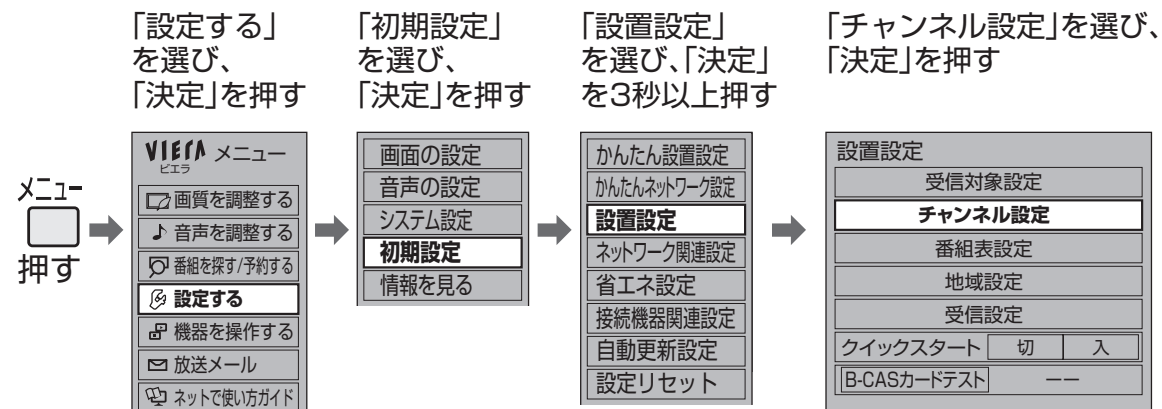 「設定する」
を選び、
「決定」を押す
「初期設定」
を選び、
「決定」を押す
「設置設定」
を選び、「決定」
を3秒以上押す
「チャンネル設定」を選び、
「決定」を押す
メニュー
押す
VIERA メニュー
ビエラ
画質を調整する
音声を調整する
番組を探す/予約する
設定する
機器を操作する
放送メール
ネットで使い方ガイド
画面の設定
音声の設定
システム設定
初期設定
情報を見る
かんたん設置設定
かんたんネットワーク設定
設置設定
ネットワーク関連設定
省エネ設定
接続機器関連設定
自動更新設定
設定リセット
設置設定
受信対象設定
チャンネル設定
番組表設定
地域設定
受信設定
クイックスタート 切 入
B-CASカードテスト ーー